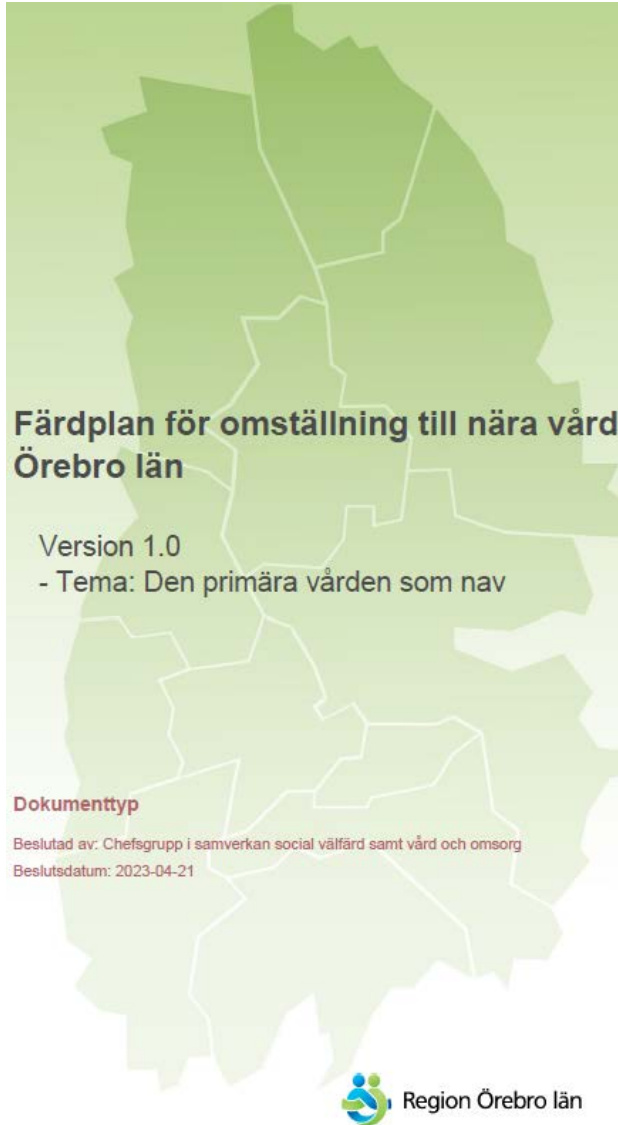 Färdplan för omställning till nära vård
Örebro län
Version 1.0
- Tema: Den primära vården som nav
Dokumenttyp
Beslutad av: Chefsgrupp i samverkan social välfärd samt vård och omsorg
Beslutsdatum: 2023-04-21
Region Örebro län